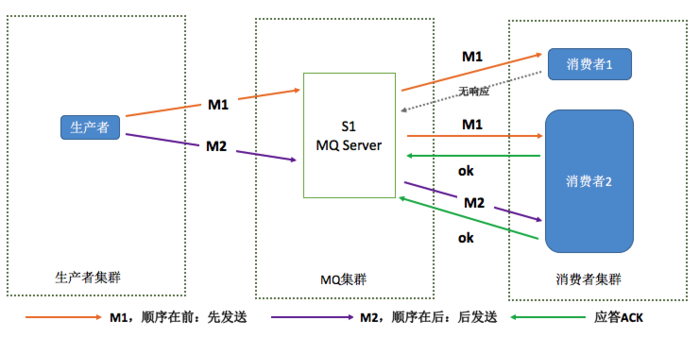 M1
消费者1
无响应
M1
生产者
S1
MQ Server
M1
M2
ok
消费者2
M2
ok
生产者集群
MQ集群
消费者集群
M1，顺序在前：先发送
M2，顺序在后：后发送
应答ACK